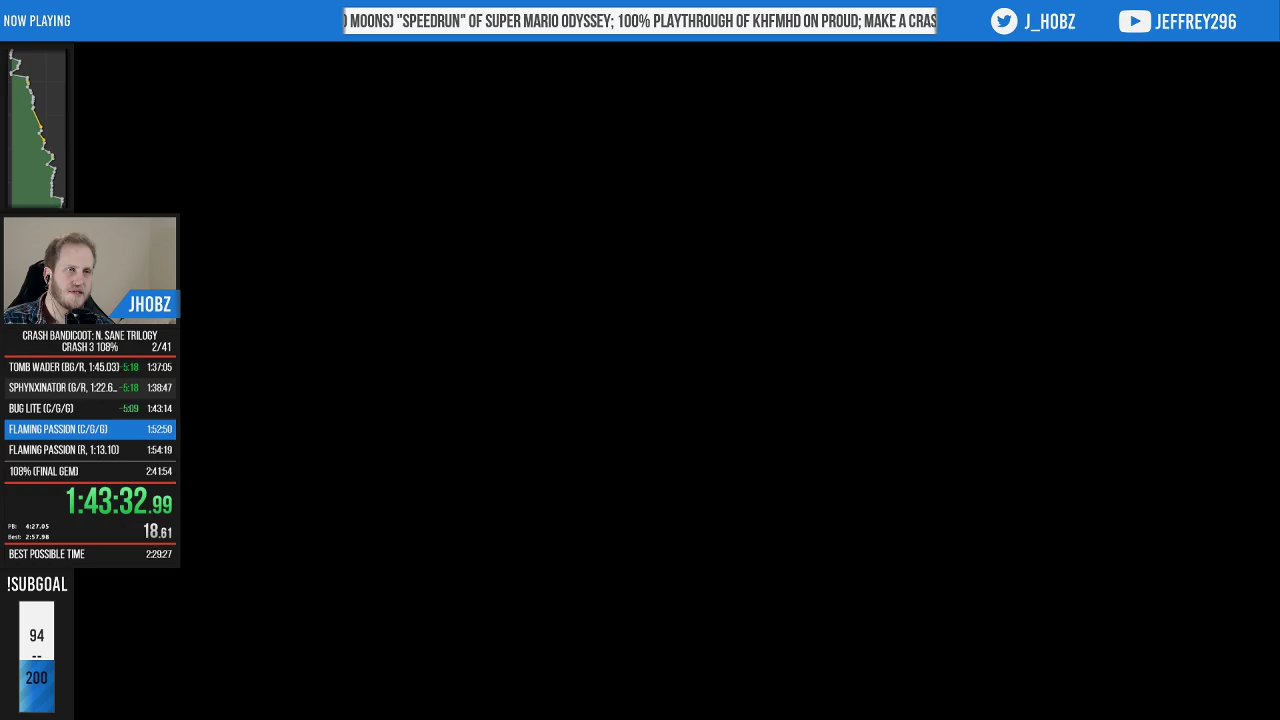 NOW PLAYING
) MOONS) "SPEEDRUN" OF SUPER MARIO ODYSSEY; 100% PLAYTHROUGH OF KHFMHD ON PROUD; MAKE A CRAS
J_HOBZ
JEFFREY296
JHOBZ
CRASH BANDICOOT: N. SANE TRILOGY
CRASH 3 108% 2/41
TOMB WADER (BG/R, 1:45.03) -5:18 1:37:05
SPHYNXINATOR (G/R, 1:22.6... -5:18 1:38:47
BUG LITE (C/G/G) -5:09 1:43:14
FLAMING PASSION (C/G/G) 1:52:50
FLAMING PASSION (R, 1:13.10) 1:54:19
108% (FINAL GEM) 2:41:54
1:43:32.99
PB: 4:27.05 18.61
Best: 2:57.98
BEST POSSIBLE TIME 2:29:27
!SUBGOAL
94
--
200